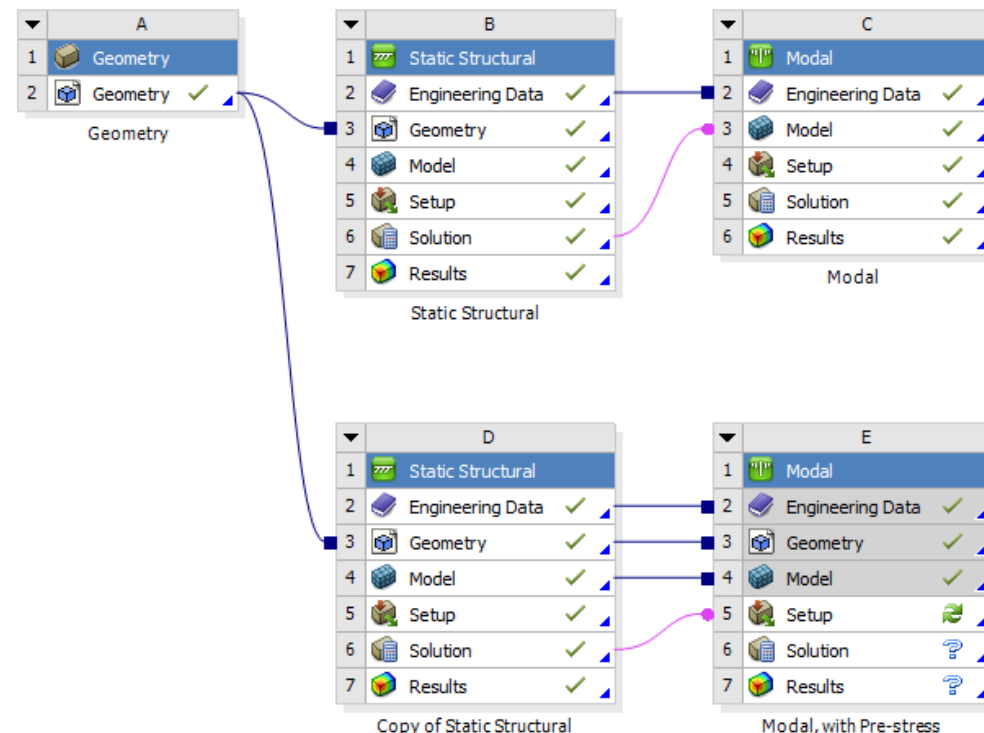 A
1 Geometry
2 Geometry
Geometry
B
1 Static Structural
2 Engineering Data
3 Geometry
4 Model
5 Setup
6 Solution
7 Results
Static Structural
C
1 Modal
2 Engineering Data
3 Model
4 Setup
5 Solution
6 Results
Modal
D
1 Static Structural
2 Engineering Data
3 Geometry
4 Model
5 Setup
6 Solution
7 Results
Copy of Static Structural
E
1 Modal
2 Engineering Data
3 Geometry
4 Model
5 Setup
6 Solution ?
7 Results ?
Modal, with Pre-stress